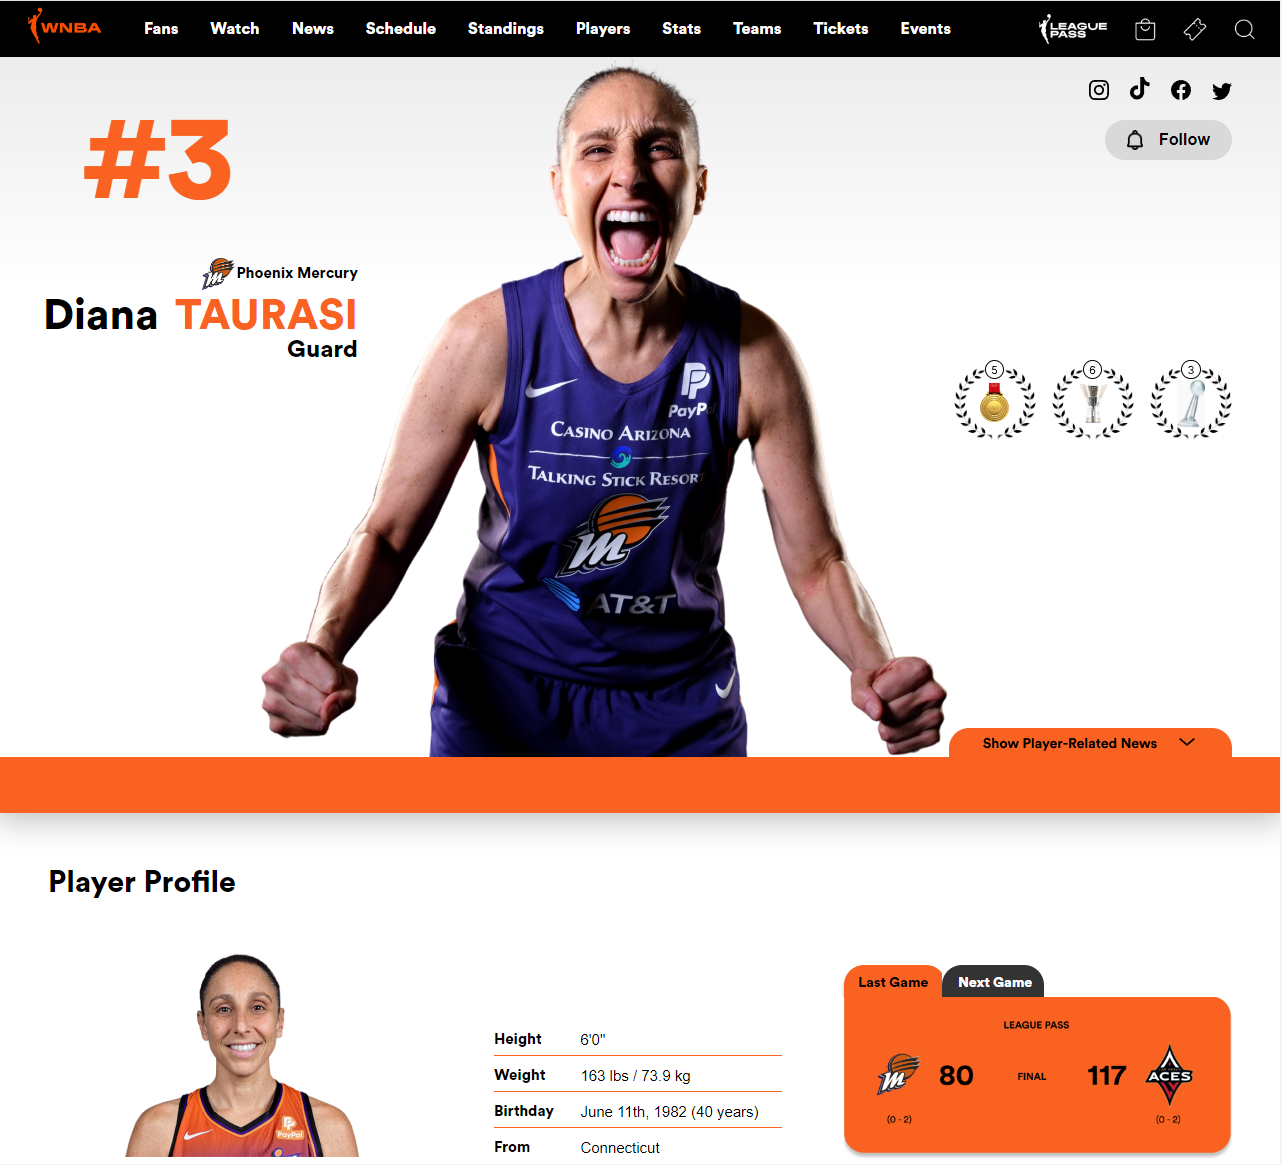 WNBA Fans Watch News Schedule Standings Players Stats Teams Tickets Events LEAGUE PASS
#3
Follow
Phoenix Mercury
Diana TAURASI
Guard
5 6 3
PayP
CASINO ARIZONA
TALKING STICK RESORT
M
AT&T
Show Player-Related News
Player Profile
Last Game Next Game
LEAGUE PASS
Height 6'0"
Weight 163 lbs / 73.9 kg
80 FINAL 117 ACES
Birthday June 11th, 1982 (40 years)
(0 - 2) (0 - 2)
From Connecticut
PayPal